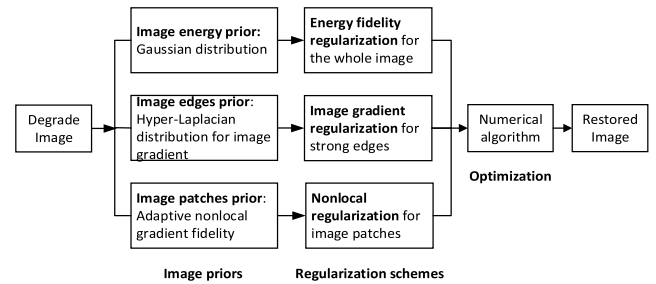 Degrade
Image
Image energy prior:
Gaussian distribution
Energy fidelity
regularization for
the whole image
Image edges prior:
Hyper-Laplacian
distribution for image
gradient
Image gradient
regularization for
strong edges
Image patches prior:
Adaptive nonlocal
gradient fidelity
Nonlocal
regularization for
image patches
Numerical
algorithm
Restored
Image
Optimization
Image priors
Regularization schemes